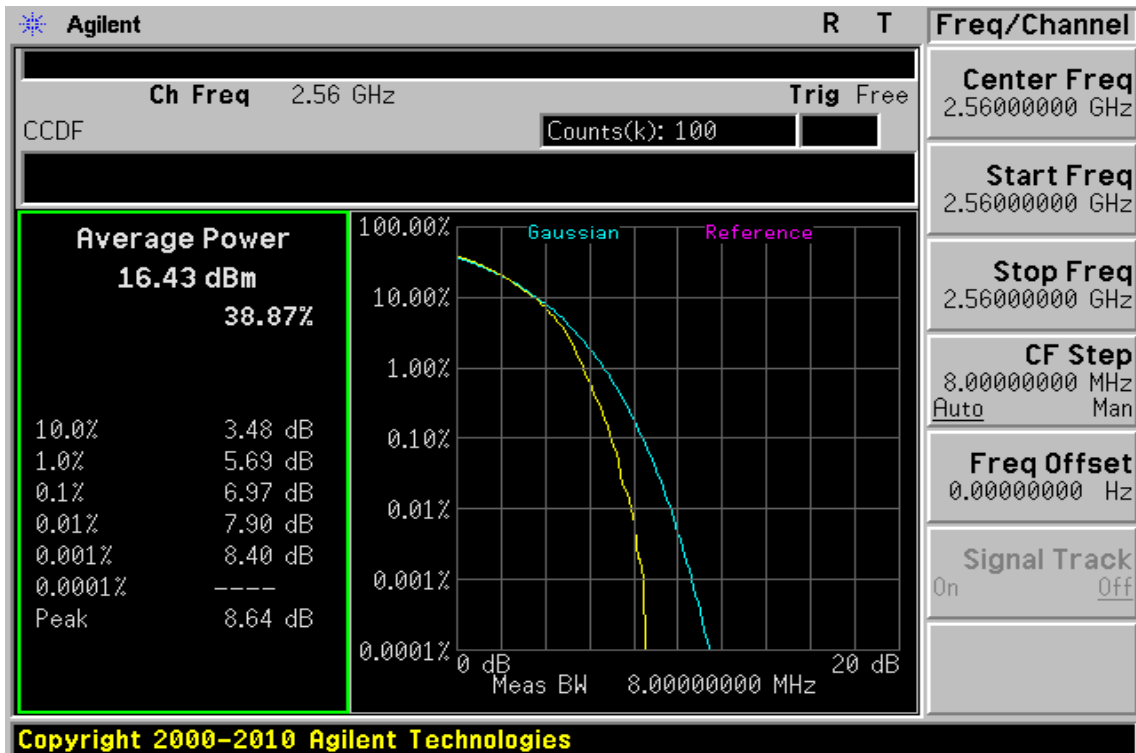 Agilent R T Freq/Channel
Ch Freq 2.56 GHz Trig Free
CCDF Counts(k): 100
Average Power
16.43 dBm
38.87%
10.0% 3.48 dB
1.0% 5.69 dB
0.1% 6.97 dB
0.01% 7.90 dB
0.001% 8.40 dB
0.0001% ----
Peak 8.64 dB
Gaussian Reference
100.00%
10.00%
1.00%
0.10%
0.01%
0.001%
0.0001%
0 dB 20 dB
Meas BW 8.00000000 MHz
Center Freq
2.56000000 GHz
Start Freq
2.56000000 GHz
Stop Freq
2.56000000 GHz
CF Step
8.00000000 MHz
Auto Man
Freq Offset
0.00000000 Hz
Signal Track
On Off
Copyright 2000-2010 Agilent Technologies